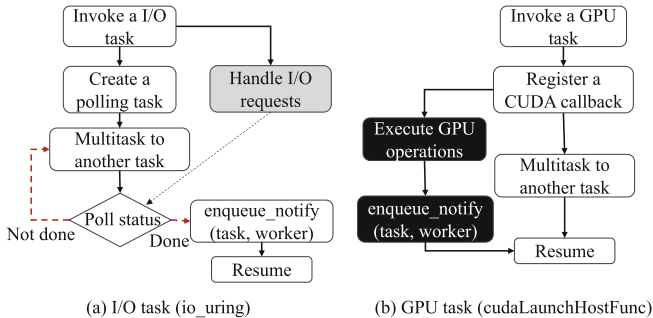 Invoke a I/O
task
Create a
polling task
Handle I/O
requests
Multitask to
another task
Poll status
Not done
Done
enqueue_notify
(task, worker)
Resume
(a) I/O task (io_uring)
Invoke a GPU
task
Register a
CUDA callback
Execute GPU
operations
Multitask to
another task
enqueue_notify
(task, worker)
Resume
(b) GPU task (cudaLaunchHostFunc)